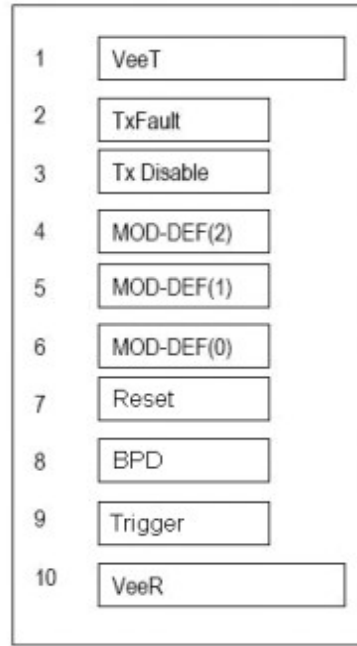 1 VeeT
2 TxFault
3 Tx Disable
4 MOD-DEF(2)
5 MOD-DEF(1)
6 MOD-DEF(0)
7 Reset
8 BPD
9 Trigger
10 VeeR